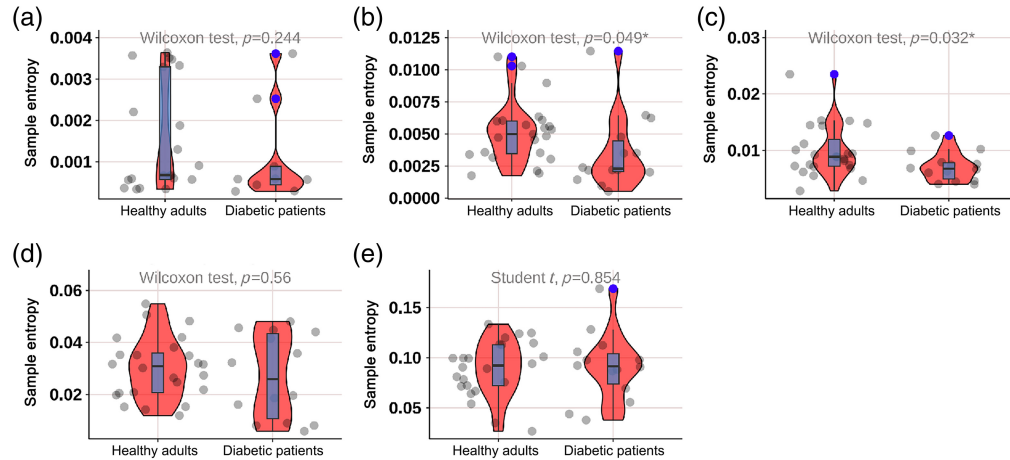 (a)
Wilcoxon test, p=0.244
Sample entropy
0.004
0.003
0.002
0.001
Healthy adults
Diabetic patients
(b)
Wilcoxon test, p=0.049*
Sample entropy
0.0125
0.0100
0.0075
0.0050
0.0025
0.0000
Healthy adults
Diabetic patients
(c)
Wilcoxon test, p=0.032*
Sample entropy
0.03
0.02
0.01
Healthy adults
Diabetic patients
(d)
Wilcoxon test, p=0.56
Sample entropy
0.06
0.04
0.02
Healthy adults
Diabetic patients
(e)
Student t, p=0.854
Sample entropy
0.15
0.10
0.05
Healthy adults
Diabetic patients